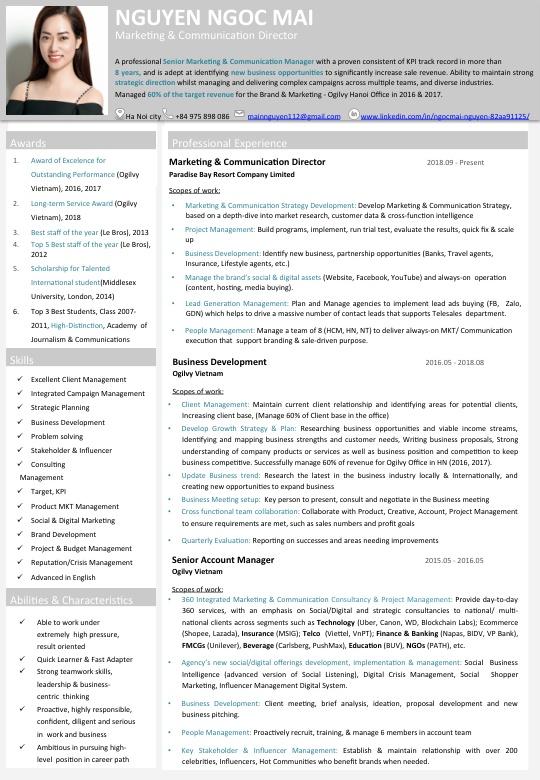 NGUYEN NGOC MAI
Marketing & Communication Director
A professional Senior Marketing & Communication Manager with a proven consistent of KPI track record in more than
8 years, and is adept at identifying new business opportunities to significantly increase sale revenue. Ability to maintain strong
strategic direction whilst managing and delivering complex campaigns across multiple teams, and diverse industries.
Managed 60% of the target revenue for the Brand & Marketing - Ogilvy Hanoi Office in 2016 & 2017.
Ha Noi city +84 975 898 086 mainnguyen112@gmail.com in www.linkedin.com/in/ngocmai-nguyen-82aa91125/
Awards
1. Award of Excellence for
Outstanding Performance (Ogilvy
Vietnam), 2016, 2017
2. Long-term Service Award (Ogilvy
Vietnam), 2018
3. Best staff of the year (Le Bros), 2013
4. Top 5 Best staff of the year (Le Bros),
2012
5. Scholarship for Talented
International student(Middlesex
University, London, 2014)
6. Top 3 Best Students, Class 2007-
2011, High-Distinction, Academy of
Journalism & Communications
Skills
✓ Excellent Client Management
✓ Integrated Campaign Management
✓ Strategic Planning
✓ Business Development
✓ Problem solving
✓ Stakeholder & Influencer
✓ Consulting
Management
✓ Target, KPI
✓ Product MKT Management
✓ Social & Digital Marketing
✓ Brand Development
✓ Project & Budget Management
✓ Reputation/Crisis Management
✓ Advanced in English
Abilities & Characteristics
✓ Able to work under
extremely high pressure,
result oriented
✓ Quick Learner & Fast Adapter
✓ Strong teamwork skills,
leadership & business-
centric thinking
✓ Proactive, highly responsible,
confident, diligent and serious
in work and business
✓ Ambitious in pursuing high-
level position in career path
Professional Experience
Marketing & Communication Director 2018.09 - Present
Paradise Bay Resort Company Limited
Scopes of work:
• Marketing & Communication Strategy Development: Develop Marketing & Communication Strategy,
based on a depth-dive into market research, customer data & cross-function intelligence
• Project Management: Build programs, implement, run trial test, evaluate the results, quick fix & scale
up
• Business Development: Identify new business, partnership opportunities (Banks, Travel agents,
Insurance, Lifestyle agents, etc.)
• Manage the brand's social & digital assets (Website, Facebook, YouTube) and always-on operation
(content, hosting, media buying).
• Lead Generation Management: Plan and Manage agencies to implement lead ads buying (FB, Zalo,
GDN) which helps to drive a massive number of contact leads that supports Telesales department.
• People Management: Manage a team of 8 (HCM, HN, NT) to deliver always-on MKT/ Communication
execution that support branding & sale-driven purpose.
Business Development 2016.05 - 2018.08
Ogilvy Vietnam
Scopes of work:
• Client Management: Maintain current client relationship and identifying areas for potential clients,
Increasing client base, (Manage 60% of Client base in the office)
• Develop Growth Strategy & Plan: Researching business opportunities and viable income streams,
Identifying and mapping business strengths and customer needs, Writing business proposals, Strong
understanding of company products or services as well as business position and competition to keep
business competitive. Successfully manage 60% of revenue for Ogilvy Office in HN (2016, 2017).
• Update Business trend: Research the latest in the business industry locally & Internationally, and
creating new opportunities to expand business
• Business Meeting setup: Key person to present, consult and negotiate in the Business meeting
• Cross functional team collaboration: Collaborate with Product, Creative, Account, Project Management
to ensure requirements are met, such as sales numbers and profit goals
• Quarterly Evaluation: Reporting on successes and areas needing improvements
Senior Account Manager 2015.05 - 2016.05
Ogilvy Vietnam
Scopes of work:
• 360 Integrated Marketing & Communication Consultancy & Project Management: Provide day-to-day
360 services, with an emphasis on Social/Digital and strategic consultancies to national/ multi-
national clients across segments such as Technology (Uber, Canon, WD, Blockchain Labs); Ecommerce
(Shopee, Lazada), Insurance (MSIG); Telco (Viettel, VnPT); Finance & Banking (Napas, BIDV, VP Bank),
FMCGs (Unilever), Beverage (Carlsberg, PushMax), Education (BUV), NGOs (PATH), etc.
• Agency's new social/digital offerings development, implementation & management: Social Business
Intelligence (advanced version of Social Listening), Digital Crisis Management, Social Shopper
Marketing, Influencer Management Digital System.
• Business Development: Client meeting, brief analysis, ideation, proposal development and new
business pitching.
• People Management: Proactively recruit, training, & manage 6 members in account team
• Key Stakeholder & Influencer Management: Establish & maintain relationship with over 200
celebrities, Influencers, Hot Communities who benefit brands when needed.